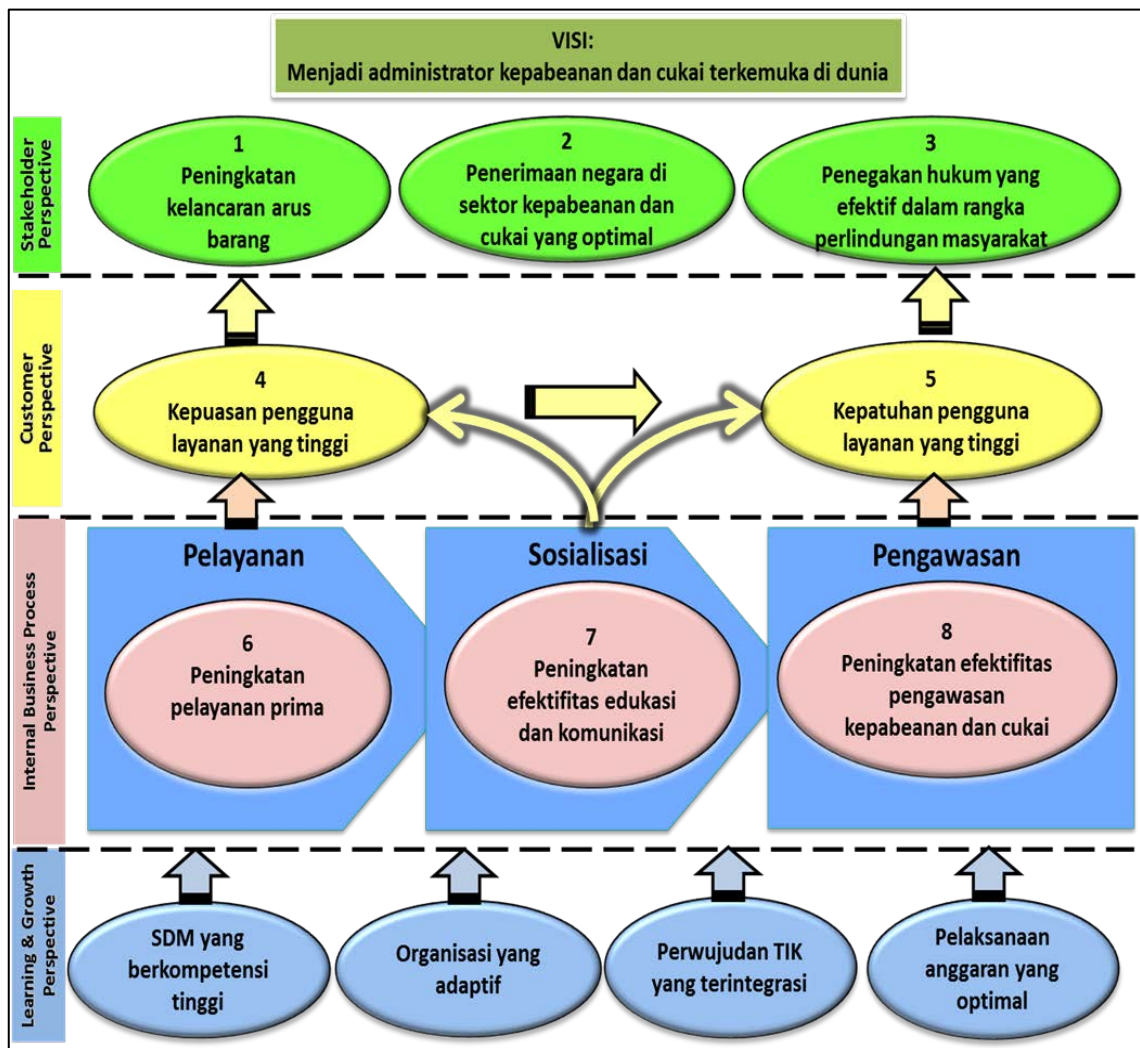 VISI:
Menjadi administrator kepabeanan dan cukai terkemuka di dunia
Stakeholder
Perspective
1
Peningkatan
kelancaran arus
barang
2
Penerimaan negara di
sektor kepabeanan dan
cukai yang optimal
3
Penegakan hukum yang
efektif dalam rangka
perlindungan masyarakat
Customer
Perspective
4
Kepuasan pengguna
layanan yang tinggi
5
Kepatuhan pengguna
layanan yang tinggi
Internal Business Process
Perspective
Pelayanan
6
Peningkatan
pelayanan prima
Sosialisasi
7
Peningkatan
efektifitas edukasi
dan komunikasi
Pengawasan
8
Peningkatan efektifitas
pengawasan
kepabeanan dan cukai
Learning & Growth
Perspective
SDM yang
berkompetensi
tinggi
Organisasi yang
adaptif
Perwujudan TIK
yang terintegrasi
Pelaksanaan
anggaran yang
optimal